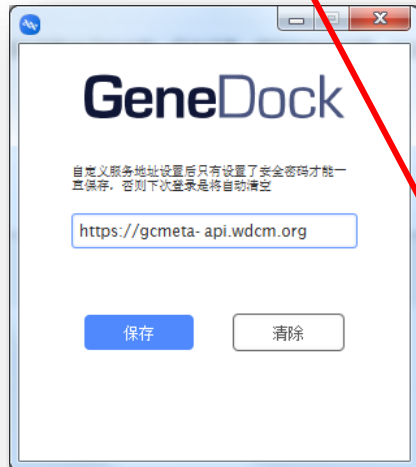 GeneDock
自定义服务地址设置后只有设置了安全密码才能一
直保存，否则下次登录是将自动清空
https://gcmeta- api.wdcm.org
保存
清除